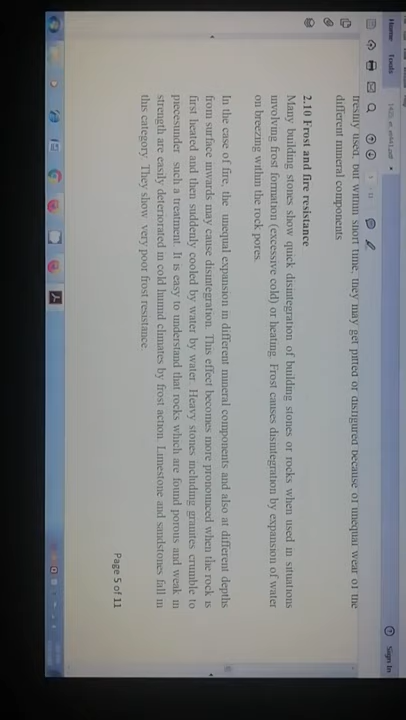 Home Tools
Sign In
freshly used, but within short time, they may get pitted or disfigured because of unequal wear of the
different mineral components
2.10 Frost and fire resistance
Many building stones show quick disintegration of building stones or rocks when used in situations
involving frost formation (excessive cold) or heating. Frost causes disintegration by expansion of water
on breezing within the rock pores.
In the case of fire, the unequal expansion in different mineral components and also at different depths
from surface inwards may cause disintegration. This effect becomes more pronounced when the rock is
first heated and then suddenly cooled by water by water. Heavy stones including granites crumble to
piecesunder such a treatment. It is easy to understand that rocks which are found porous and weak in
strength are easily deteriorated in cold humid climates by frost action. Limestone and sandstones fall in
this category. They show very poor frost resistance.
Page 5 of 11